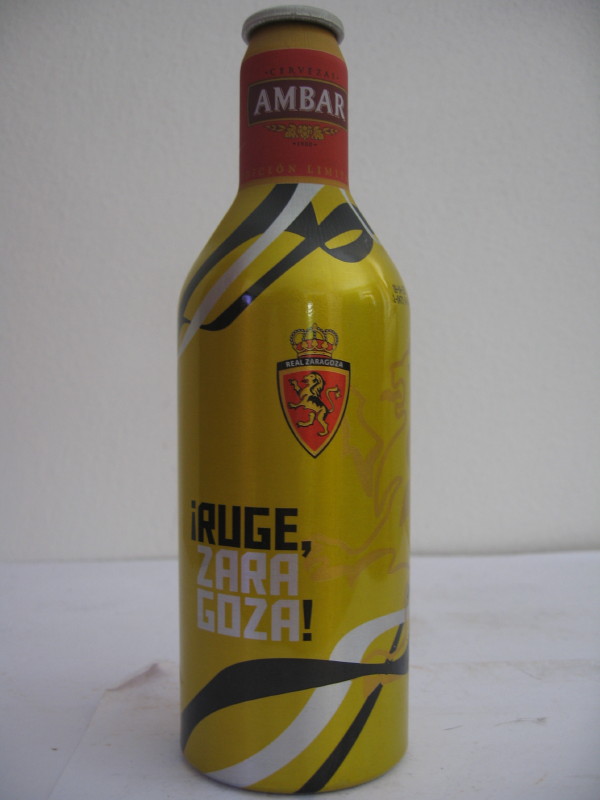 CERVEZAS
AMBAR
REAL ZARAGOZA
¡RUGE,
ZARA
GOZA!